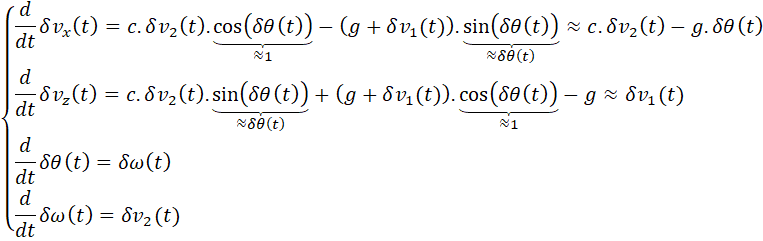 d/dt δv_x(t) = c.δv_2(t).cos(δθ(t)) [≈1] − (g + δv_1(t)).sin(δθ(t)) [≈δθ(t)] ≈ c.δv_2(t) − g.δθ(t)
d/dt δv_z(t) = c.δv_2(t).sin(δθ(t)) [≈δθ(t)] + (g + δv_1(t)).cos(δθ(t)) [≈1] − g ≈ δv_1(t)
d/dt δθ(t) = δω(t)
d/dt δω(t) = δv_2(t)